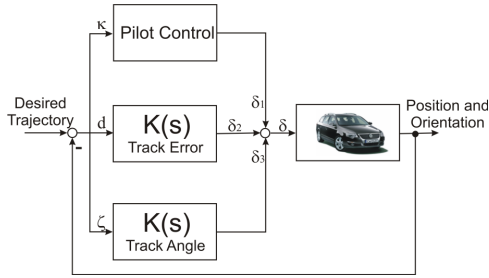 κ
Pilot Control
δ1
Desired
Trajectory
-
d
K(s)
Track Error
δ2
δ
Position and
Orientation
δ3
ζ
K(s)
Track Angle